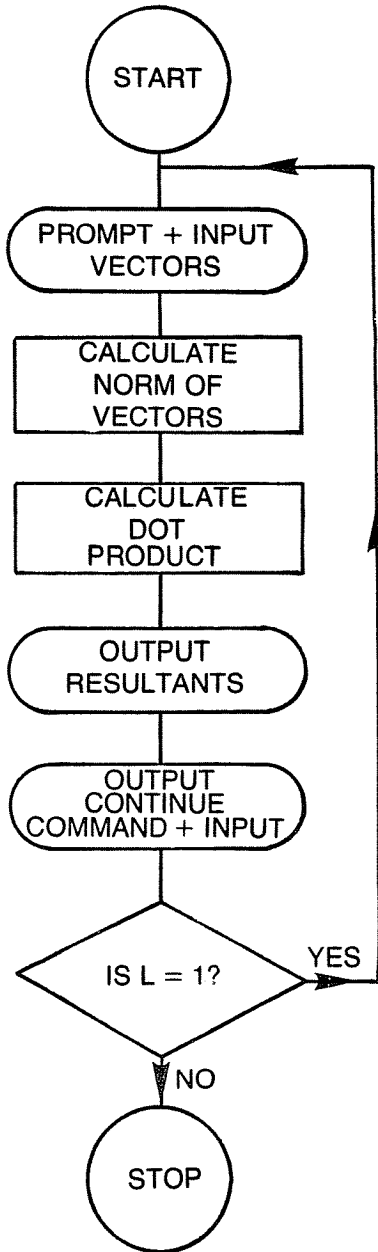 START
PROMPT + INPUT
VECTORS
CALCULATE
NORM OF
VECTORS
CALCULATE
DOT
PRODUCT
OUTPUT
RESULTANTS
OUTPUT
CONTINUE
COMMAND + INPUT
IS L = 1?
YES
NO
STOP